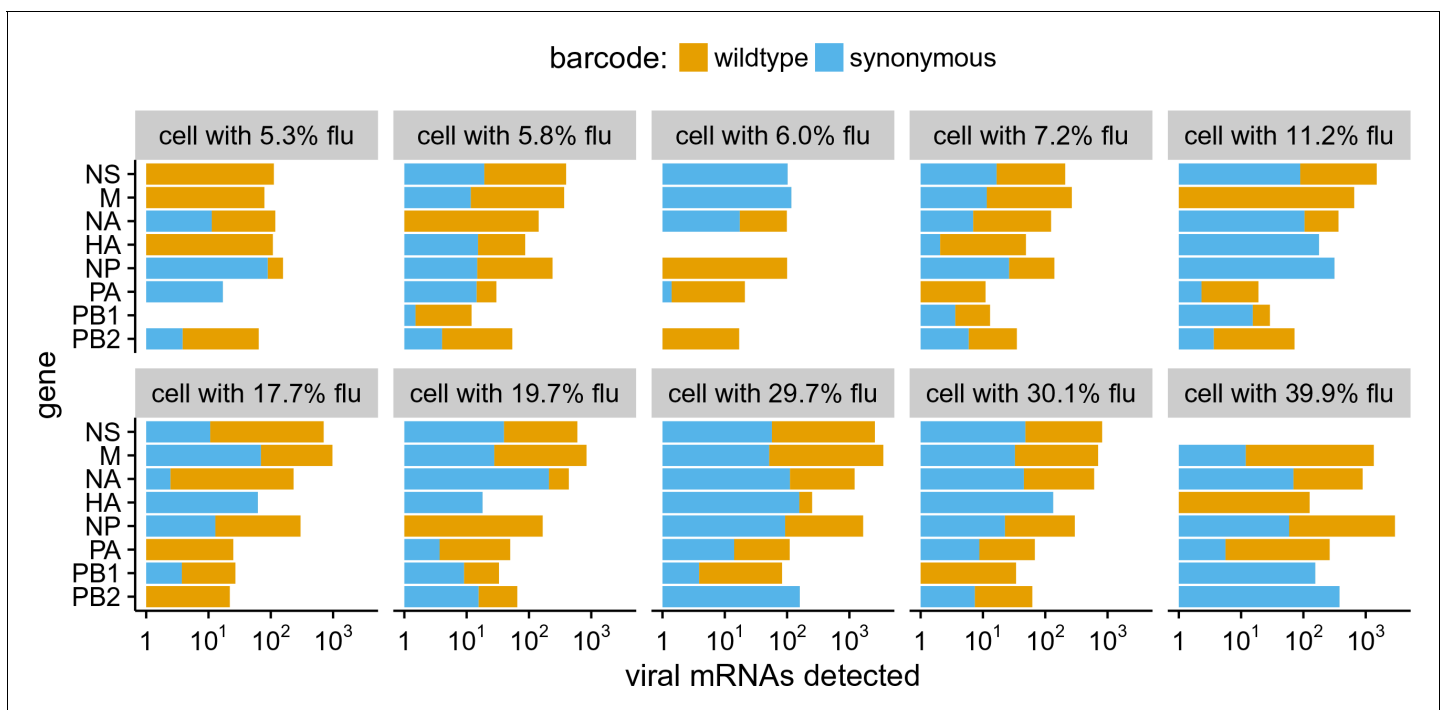 barcode: wildtype synonymous
cell with 5.3% flu cell with 5.8% flu cell with 6.0% flu cell with 7.2% flu cell with 11.2% flu
NS
M
NA
HA
NP
PA
PB1
PB2
gene
cell with 17.7% flu cell with 19.7% flu cell with 29.7% flu cell with 30.1% flu cell with 39.9% flu
NS
M
NA
HA
NP
PA
PB1
PB2
1 10¹ 10² 10³ 1 10¹ 10² 10³ 1 10¹ 10² 10³ 1 10¹ 10² 10³ 1 10¹ 10² 10³
viral mRNAs detected